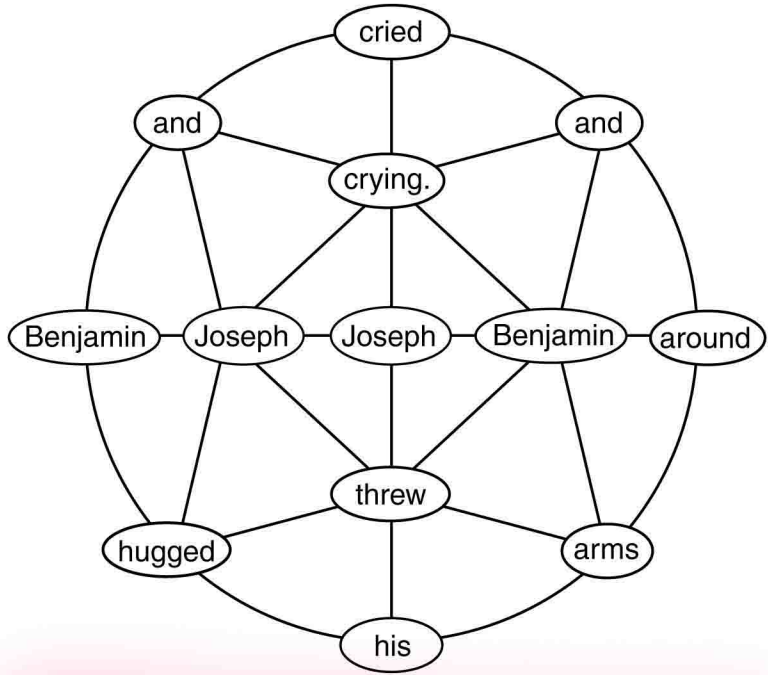 cried
and and
crying.
Benjamin Joseph Joseph Benjamin around
threw
hugged arms
his